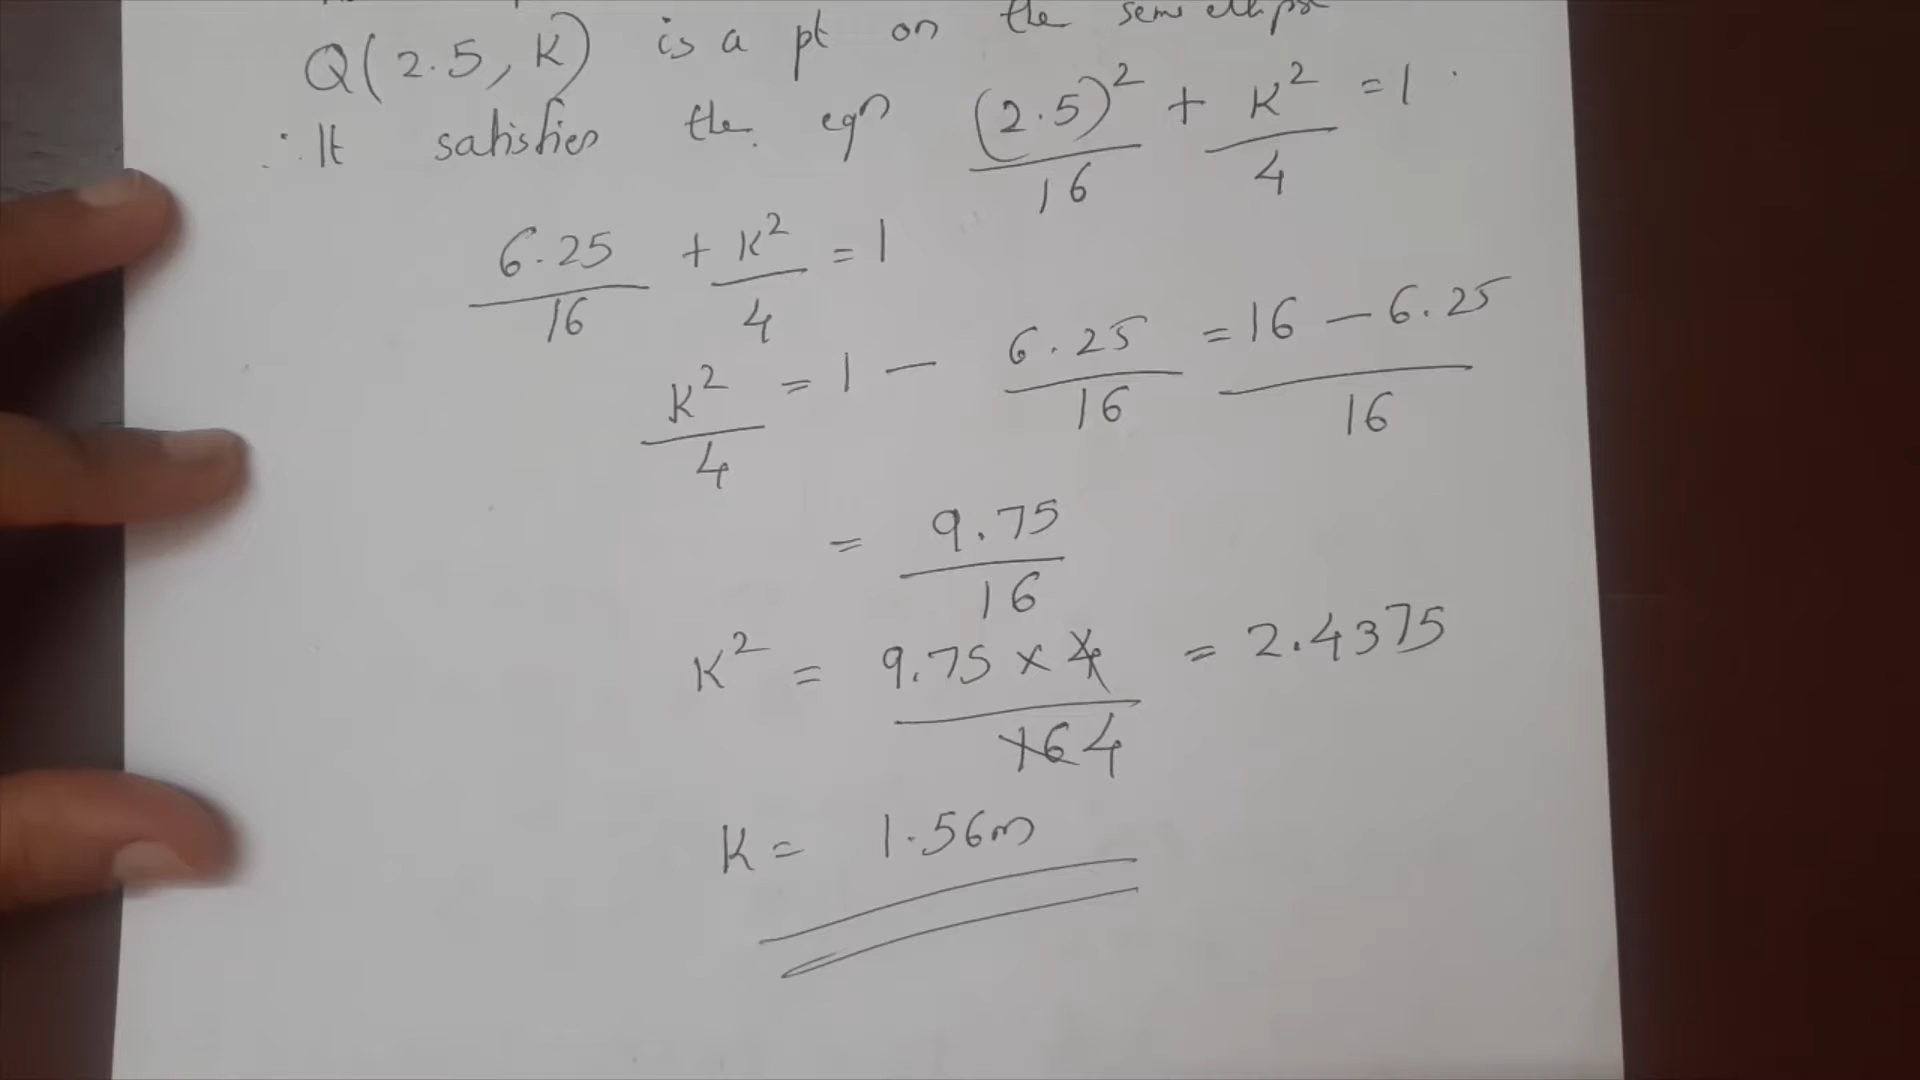 Q(2.5, K) is a pt on the semi ellipse
∴ It satisfies the eqn (2.5)²/16 + K²/4 = 1.
6.25/16 + K²/4 = 1
K²/4 = 1 – 6.25/16 = 16 – 6.25/16
= 9.75/16
K² = 9.75 × 4/16 4 = 2.4375
K = 1.56m